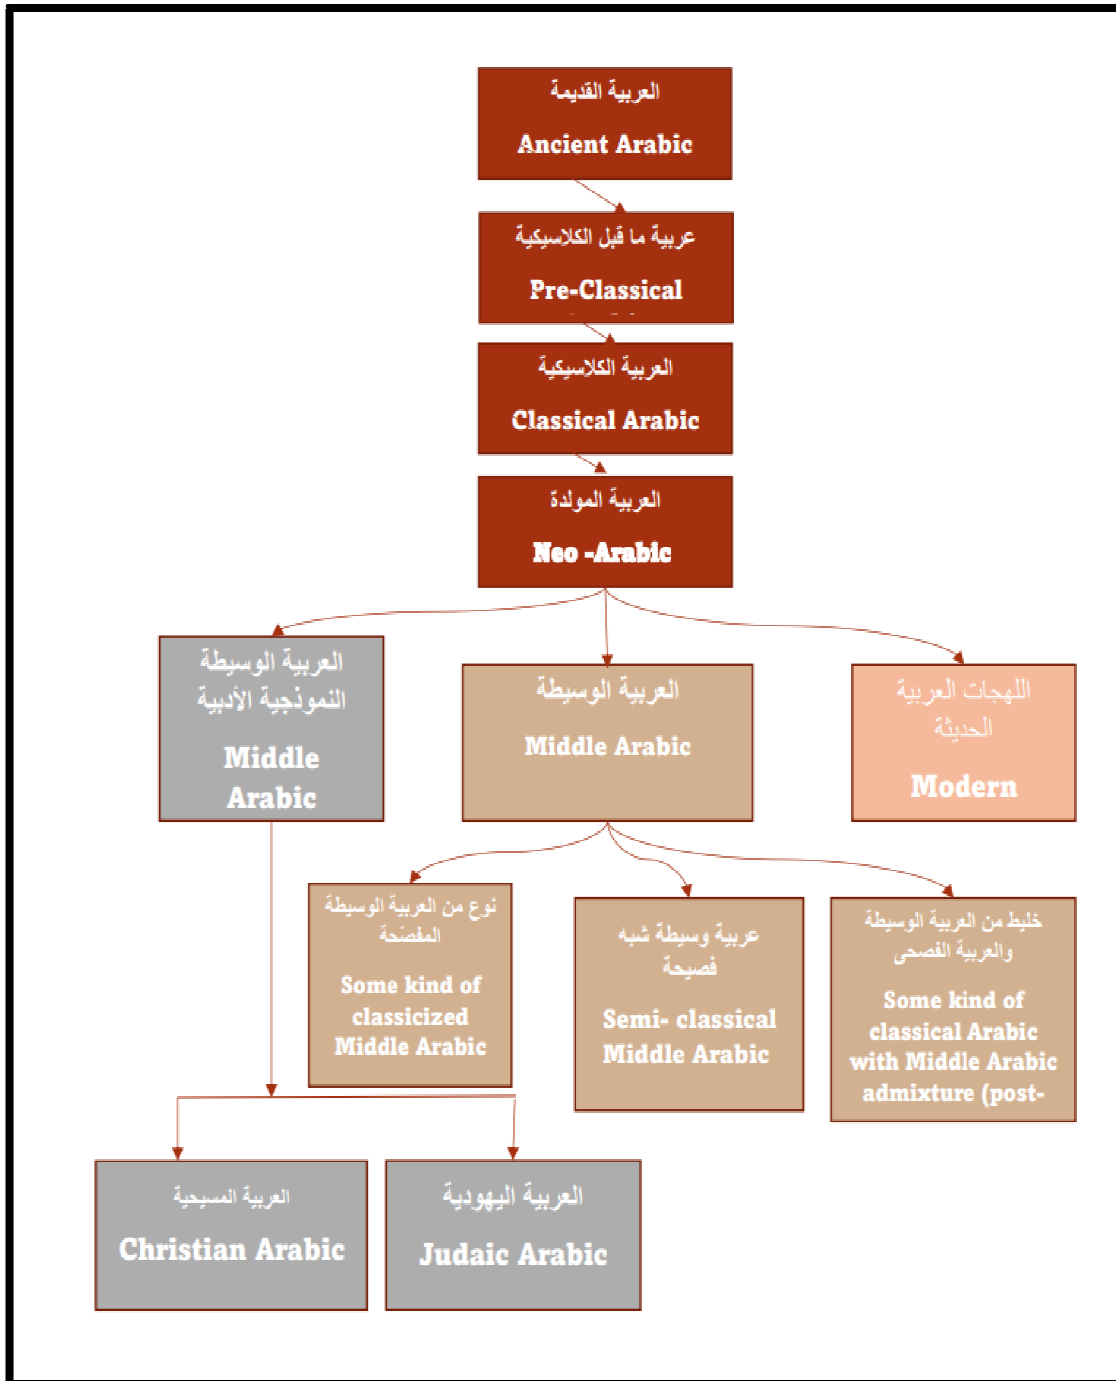 العربية القديمة
Ancient Arabic
عربية ما قبل الكلاسيكية
Pre-Classical
العربية الكلاسيكية
Classical Arabic
العربية المولدة
Neo -Arabic
العربية الوسيطة
النموذجية الأدبية
Middle
Arabic
العربية الوسيطة
Middle Arabic
اللهجات العربية
الحديثة
Modern
نوع من العربية الوسيطة
المفصّحة
Some kind of
classicized
Middle Arabic
عربية وسيطة شبه
فصيحة
Semi- classical
Middle Arabic
خليط من العربية الوسيطة
والعربية الفصحى
Some kind of
classical Arabic
with Middle Arabic
admixture (post-
العربية المسيحية
Christian Arabic
العربية اليهودية
Judaic Arabic